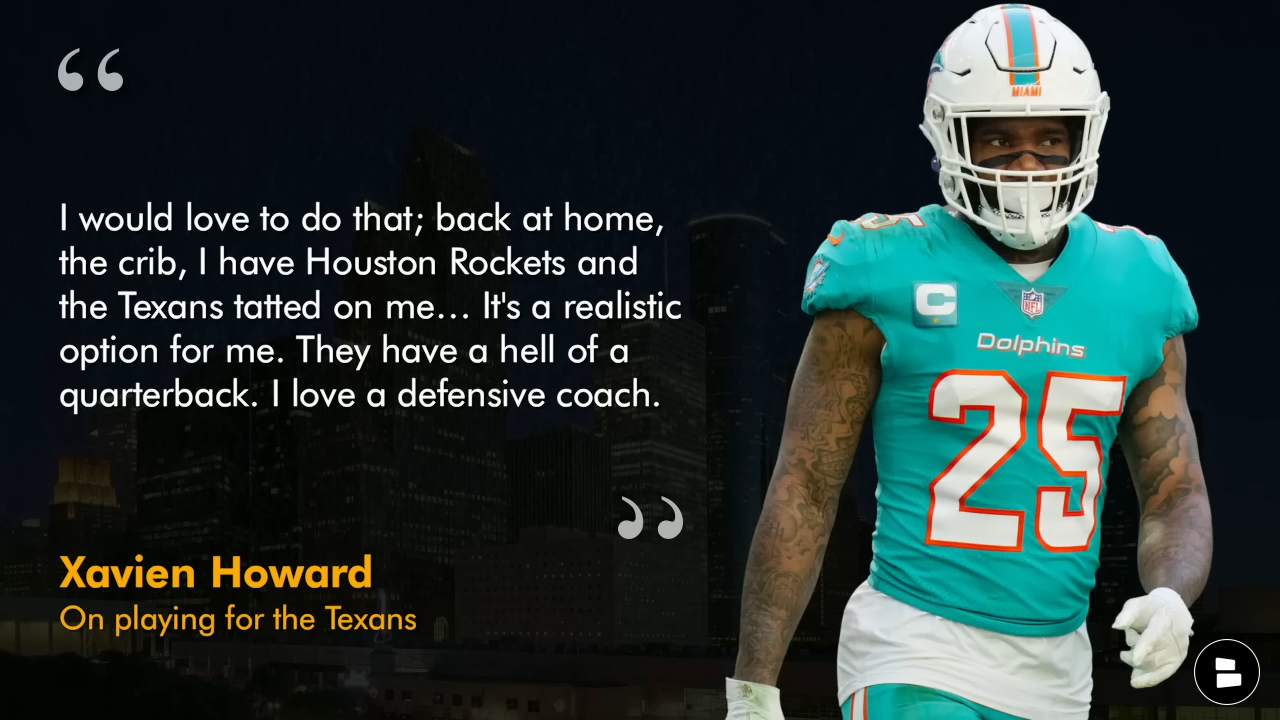 “
I would love to do that; back at home,
the crib, I have Houston Rockets and
the Texans tatted on me... It's a realistic
option for me. They have a hell of a
quarterback. I love a defensive coach.
”
Xavien Howard
On playing for the Texans
MIAMI
25
C
NFL
Dolphins
25